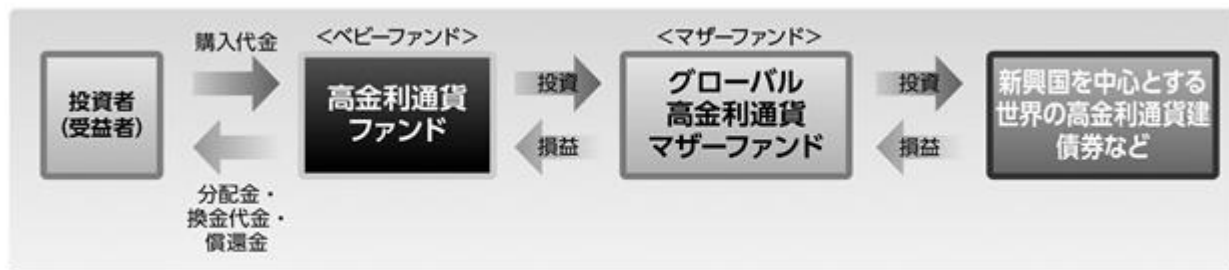 購入代金
<ベビーファンド>
<マザーファンド>
投資者
(受益者)
高金利通貨
ファンド
投資
損益
グローバル
高金利通貨
マザーファンド
投資
損益
新興国を中心とする
世界の高金利通貨建
債券など
分配金・
換金代金・
償還金